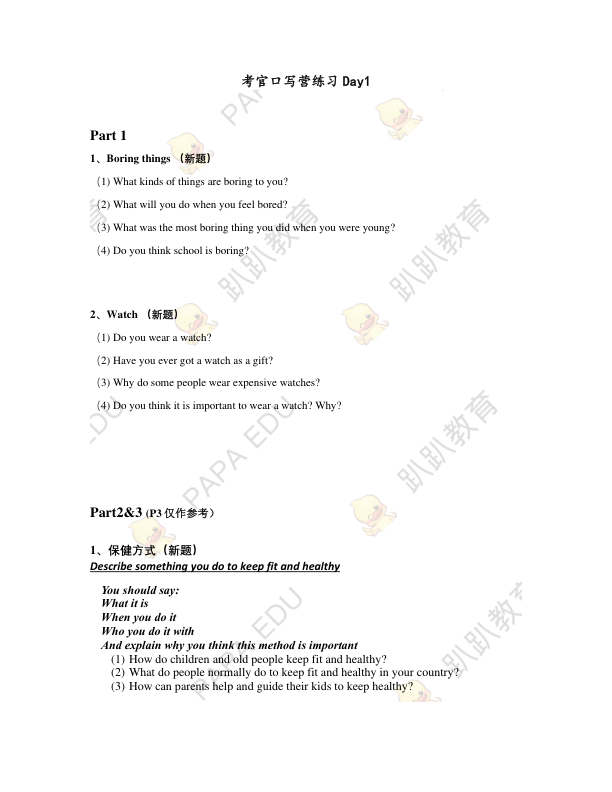 考官口写营练习 Day1
Part 1
1、Boring things （新题）
（1) What kinds of things are boring to you?
（2) What will you do when you feel bored?
（3) What was the most boring thing you did when you were young?
（4) Do you think school is boring?
2、Watch （新题）
（1) Do you wear a watch?
（2) Have you ever got a watch as a gift?
（3) Why do some people wear expensive watches?
（4) Do you think it is important to wear a watch? Why?
Part2&3 (P3 仅作参考）
1、保健方式（新题）
Describe something you do to keep fit and healthy
You should say:
What it is
When you do it
Who you do it with
And explain why you think this method is important
(1) How do children and old people keep fit and healthy?
(2) What do people normally do to keep fit and healthy in your country?
(3) How can parents help and guide their kids to keep healthy?
PAPA EDU
趴趴教育
趴趴教育
PAPA EDU
趴趴教育
PAPA EDU
趴趴教育